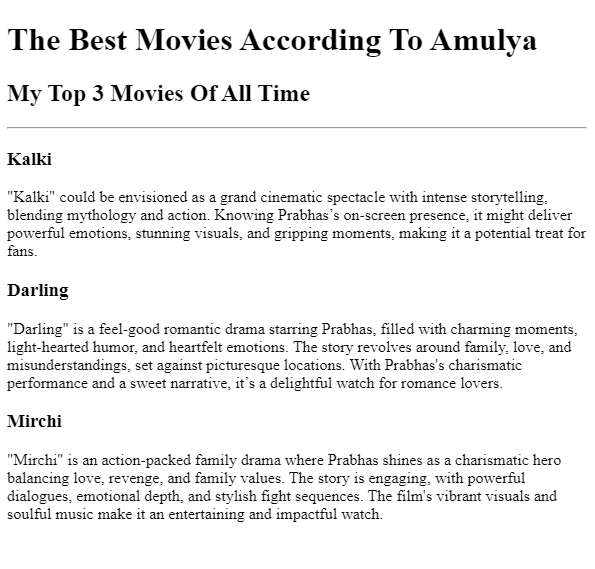 The Best Movies According To Amulya
My Top 3 Movies Of All Time
Kalki
"Kalki" could be envisioned as a grand cinematic spectacle with intense storytelling,
blending mythology and action. Knowing Prabhas’s on-screen presence, it might deliver
powerful emotions, stunning visuals, and gripping moments, making it a potential treat for
fans.
Darling
"Darling" is a feel-good romantic drama starring Prabhas, filled with charming moments,
light-hearted humor, and heartfelt emotions. The story revolves around family, love, and
misunderstandings, set against picturesque locations. With Prabhas's charismatic
performance and a sweet narrative, it’s a delightful watch for romance lovers.
Mirchi
"Mirchi" is an action-packed family drama where Prabhas shines as a charismatic hero
balancing love, revenge, and family values. The story is engaging, with powerful
dialogues, emotional depth, and stylish fight sequences. The film's vibrant visuals and
soulful music make it an entertaining and impactful watch.